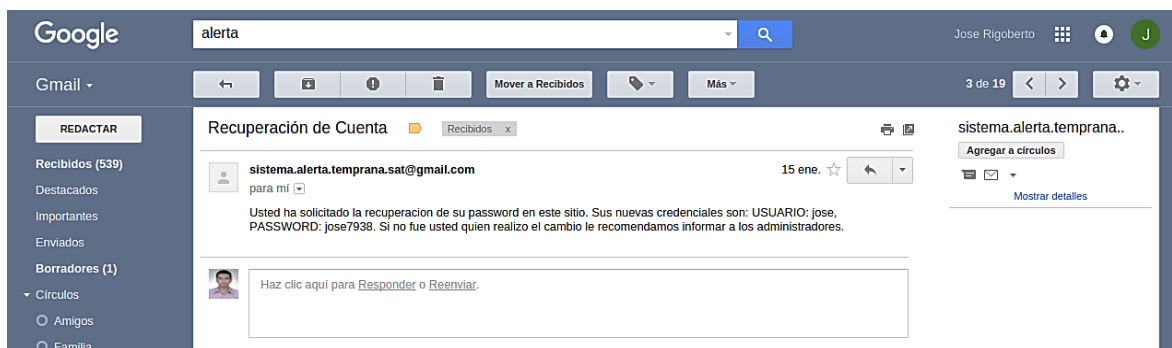 Google
alerta
Jose Rigoberto
J
Gmail
Mover a Recibidos
Más
3 de 19
REDACTAR
Recibidos (539)
Destacados
Importantes
Enviados
Borradores (1)
Círculos
Amigos
Familia
Recuperación de Cuenta
Recibidos x
sistema.alerta.temprana.sat@gmail.com
15 ene.
para mí
Usted ha solicitado la recuperacion de su password en este sitio. Sus nuevas credenciales son: USUARIO: jose,
PASSWORD: jose7938. Si no fue usted quien realizo el cambio le recomendamos informar a los administradores.
Haz clic aquí para Responder o Reenviar.
sistema.alerta.temprana..
Agregar a círculos
Mostrar detalles